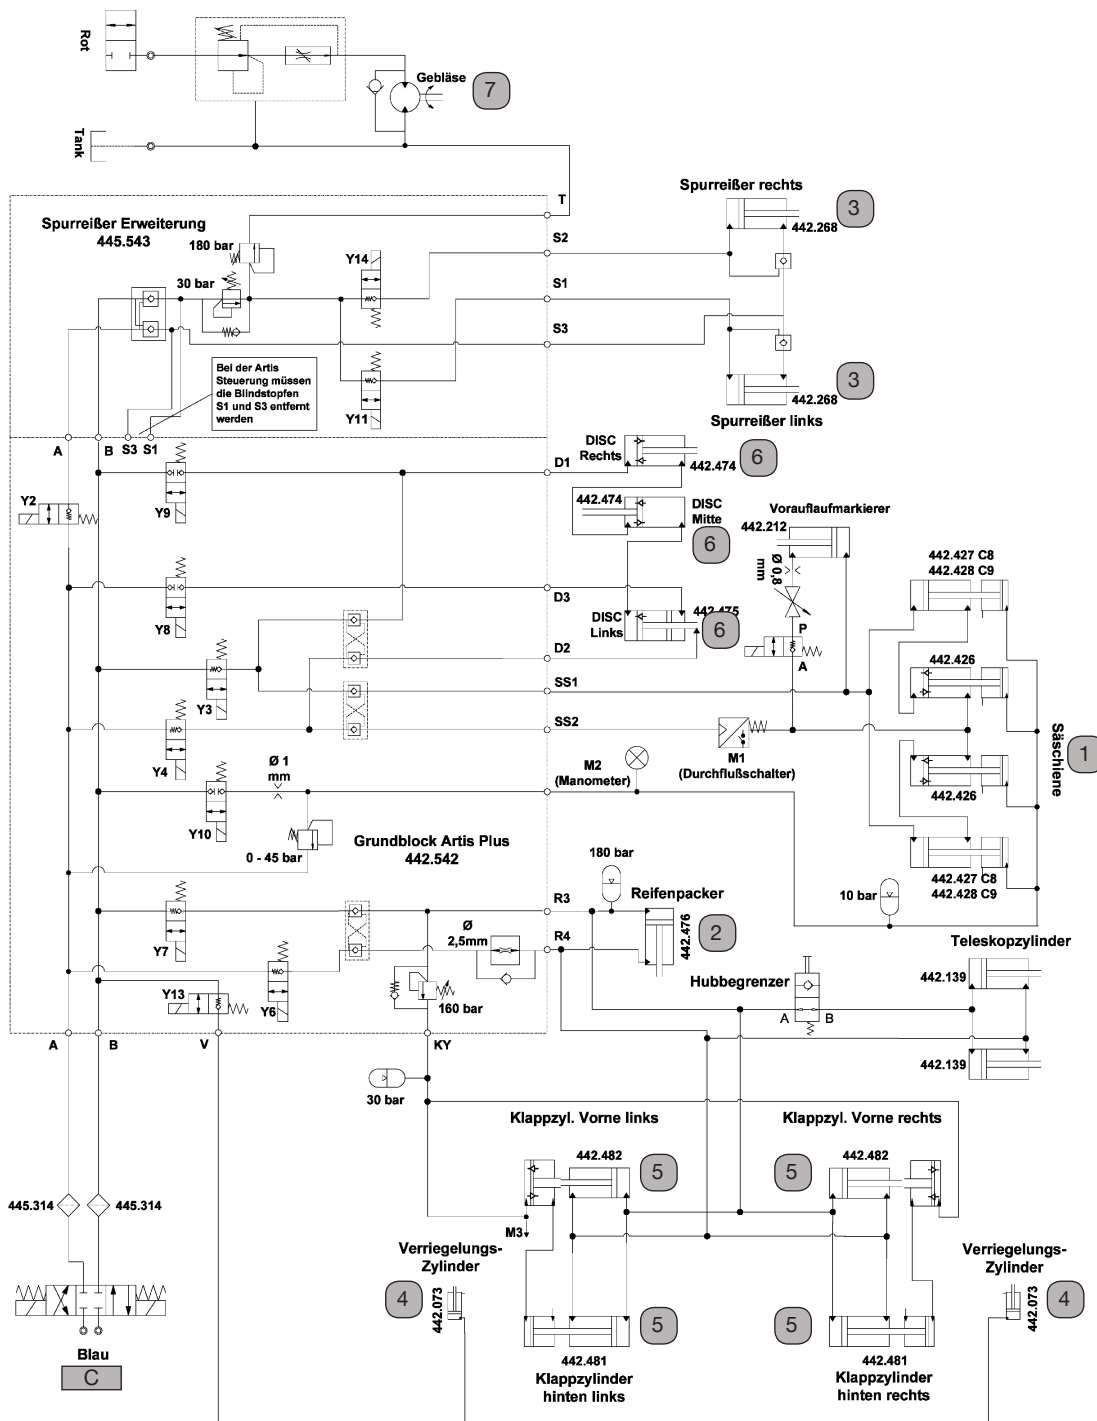 Rot
Gebläse
7
Tank
T
Spurreißer Erweiterung
445.543
180 bar
30 bar
Y14
Y11
S2
S1
S3
Spurreißer rechts
3
442.268
3
442.268
Spurreißer links
Bei der Artis
Steuerung müssen
die Blindstopfen
S1 und S3 entfernt
werden
A
B
S3
S1
Y2
Y9
D1
DISC
Rechts
442.474
6
442.474
DISC
Mitte
6
Vorauflaufmarkierer
442.212
Ø 0,8
mm
P
A
442.427 C8
442.428 C9
Y8
D3
DISC
Links
442.475
6
D2
Y3
SS1
442.426
Y4
SS2
M1
(Durchflußschalter)
442.426
Säschiene
1
Ø 1
mm
M2
(Manometer)
Y10
0 - 45 bar
Grundblock Artis Plus
442.542
442.427 C8
442.428 C9
180 bar
10 bar
Reifenpacker
442.476
2
R3
R4
Ø
2,5mm
Y7
Y6
Y13
160 bar
Hubbegrenzer
A
B
Teleskopzylinder
442.139
442.139
A
B
V
KY
30 bar
Klappzyl. Vorne links
Klappzyl. Vorne rechts
442.482
5
5
442.482
M3
445.314
445.314
Verriegelungs-
Zylinder
4
442.073
Verriegelungs-
Zylinder
442.073
4
5
5
442.481
Klappzylinder
hinten links
442.481
Klappzylinder
hinten rechts
Blau
C